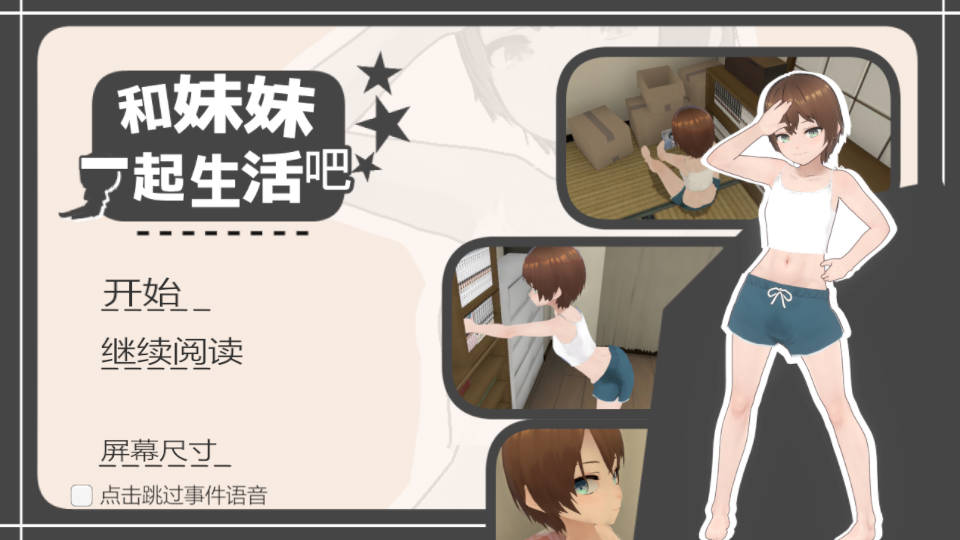 和妹妹
一起生活吧
开始
继续阅读
屏幕尺寸
点击跳过事件语音